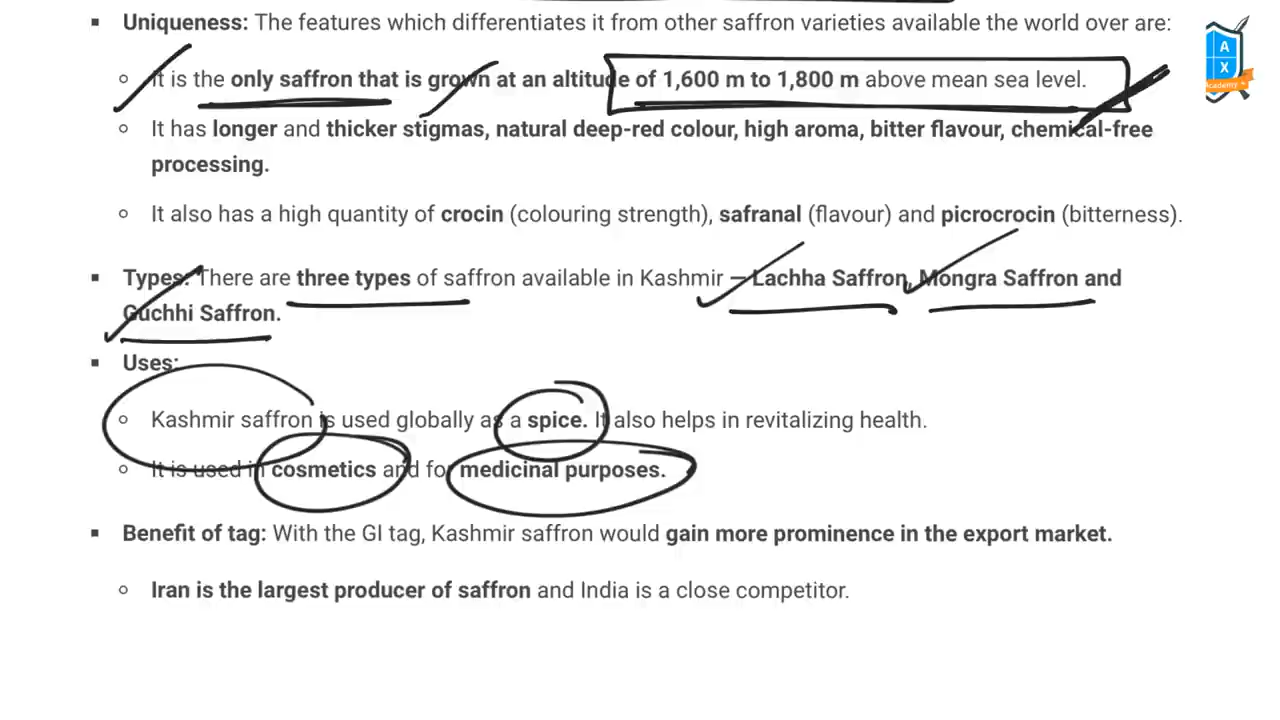 Uniqueness: The features which differentiates it from other saffron varieties available the world over are:
It is the only saffron that is grown at an altitude of 1,600 m to 1,800 m above mean sea level.
It has longer and thicker stigmas, natural deep-red colour, high aroma, bitter flavour, chemical-free
processing.
It also has a high quantity of crocin (colouring strength), safranal (flavour) and picrocrocin (bitterness).
Types: There are three types of saffron available in Kashmir — Lachha Saffron, Mongra Saffron and
Guchhi Saffron.
Uses:
Kashmir saffron is used globally as a spice. It also helps in revitalizing health.
It is used in cosmetics and for medicinal purposes.
Benefit of tag: With the GI tag, Kashmir saffron would gain more prominence in the export market.
Iran is the largest producer of saffron and India is a close competitor.
A
X
Academy